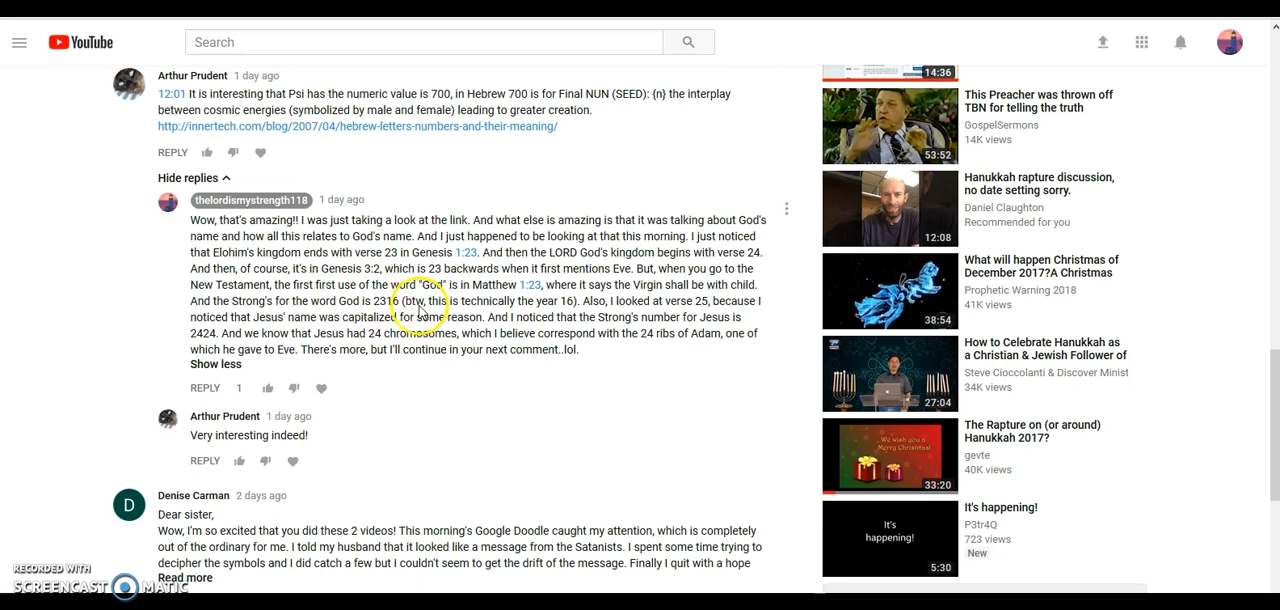 YouTube
Search
Arthur Prudent 1 day ago
12:01 It is interesting that Psi has the numeric value is 700, in Hebrew 700 is for Final NUN (SEED): {n} the interplay
between cosmic energies (symbolized by male and female) leading to greater creation.
http://innertech.com/blog/2007/04/hebrew-letters-numbers-and-their-meaning/
REPLY
Hide replies
thelordismystrength118 1 day ago
Wow, that's amazing!! I was just taking a look at the link. And what else is amazing is that it was talking about God's
name and how all this relates to God's name. And I just happened to be looking at that this morning. I just noticed
that Elohim's kingdom ends with verse 23 in Genesis 1:23. And then the LORD God's kingdom begins with verse 24.
And then, of course, it's in Genesis 3:2, which is 23 backwards when it first mentions Eve. But, when you go to the
New Testament, the first first use of the word "God" is in Matthew 1:23, where it says the Virgin shall be with child.
And the Strong's for the word God is 2316 (btw, this is technically the year 16). Also, I looked at verse 25, because I
noticed that Jesus' name was capitalized for some reason. And I noticed that the Strong's number for Jesus is
2424. And we know that Jesus had 24 chromosomes, which I believe correspond with the 24 ribs of Adam, one of
which he gave to Eve. There's more, but I'll continue in your next comment..lol.
Show less
REPLY 1
Arthur Prudent 1 day ago
Very interesting indeed!
REPLY
D
Denise Carman 2 days ago
Dear sister,
Wow, I'm so excited that you did these 2 videos! This morning's Google Doodle caught my attention, which is completely
out of the ordinary for me. I told my husband that it looked like a message from the Satanists. I spent some time trying to
decipher the symbols and I did catch a few but I couldn't seem to get the drift of the message. Finally I quit with a hope
Read more
14:36
This Preacher was thrown off
TBN for telling the truth
GospelSermons
14K views
53:52
Hanukkah rapture discussion,
no date setting sorry.
Daniel Claughton
Recommended for you
12:08
What will happen Christmas of
December 2017?A Christmas
Prophetic Warning 2018
41K views
38:54
How to Celebrate Hanukkah as
a Christian & Jewish Follower of
Steve Cioccolanti & Discover Minist
34K views
27:04
The Rapture on (or around)
Hanukkah 2017?
gevte
40K views
We wish you a
Merry Christmas!
33:20
It's happening!
P3tr4Q
723 views
New
It's
happening!
5:30
RECORDED WITH
SCREENCAST MATIC